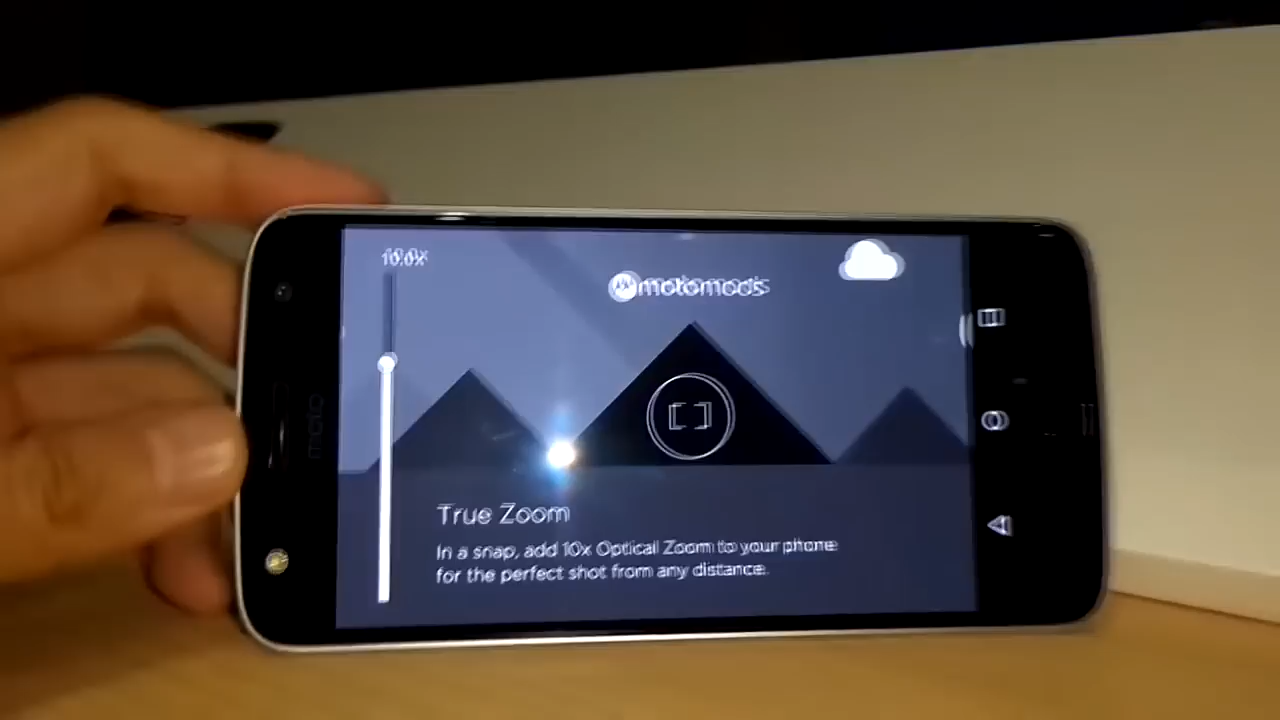 10.0x
motomods
moto
True Zoom
In a snap, add 10x Optical Zoom to your phone
for the perfect shot from any distance.